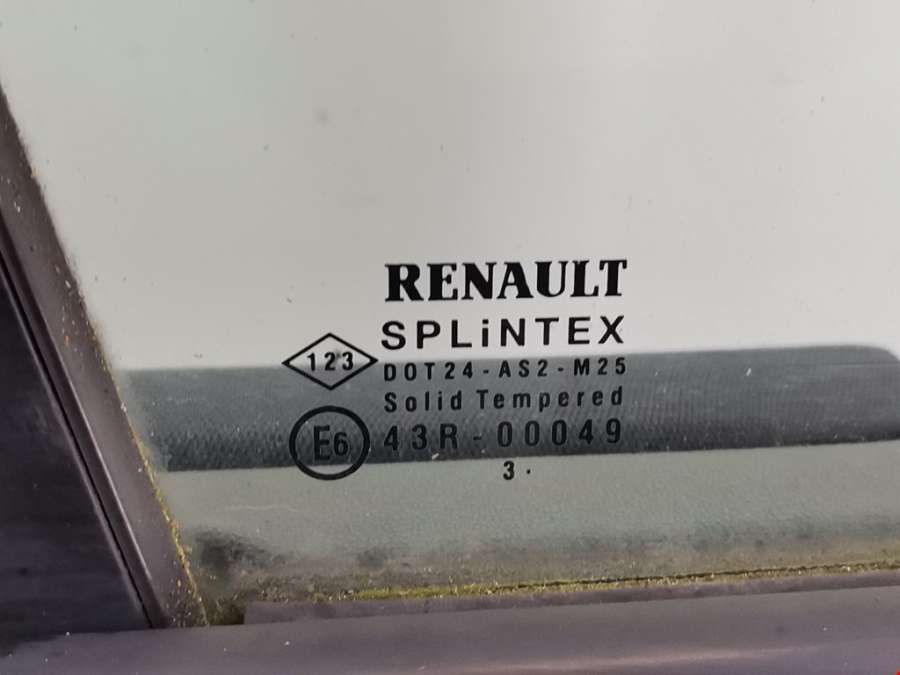 RENAULT
SPLiNTEX
123
DOT24-AS2-M25
Solid Tempered
E6 43R-00049
3.